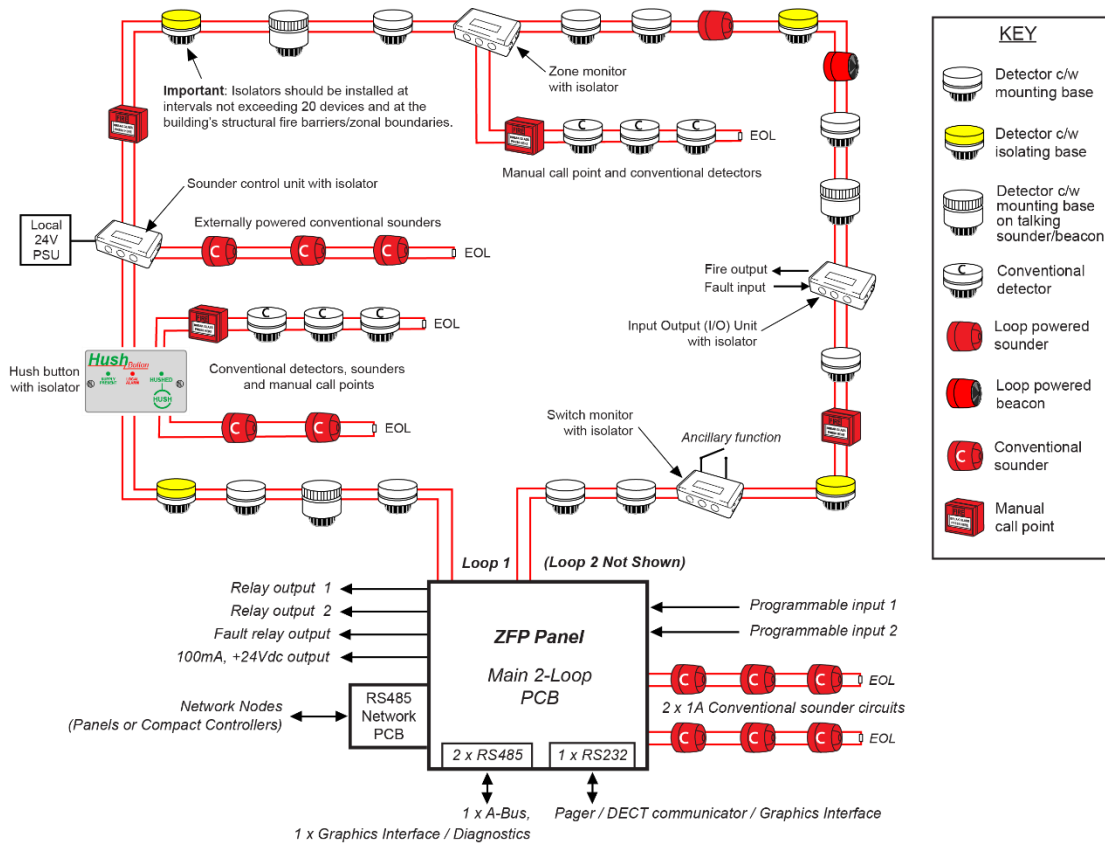 Zone monitor
with isolator
Important: Isolators should be installed at
intervals not exceeding 20 devices and at the
building's structural fire barriers/zonal boundaries.
C
C
C
EOL
Manual call point and conventional detectors
Sounder control unit with isolator
Local
24V
PSU
Externally powered conventional sounders
C
C
C
EOL
Fire output
Fault input
Input Output (I/O) Unit
with isolator
C
C
C
EOL
Hush button
with isolator
Hush Button
SUPPLY
PRESENT
LOCAL
ALARM
HUSHED
HUSH
Conventional detectors, sounders
and manual call points
C
C
EOL
Switch monitor
with isolator
Ancillary function
Loop 1
(Loop 2 Not Shown)
Relay output 1
Relay output 2
Fault relay output
100mA, +24Vdc output
Network Nodes
(Panels or Compact Controllers)
RS485
Network
PCB
ZFP Panel
Main 2-Loop
PCB
2 x RS485
1 x RS232
Programmable input 1
Programmable input 2
C
C
C
EOL
2 x 1A Conventional sounder circuits
C
C
C
EOL
1 x A-Bus,
1 x Graphics Interface / Diagnostics
Pager / DECT communicator / Graphics Interface
KEY
Detector c/w
mounting base
Detector c/w
isolating base
Detector c/w
mounting base
on talking
sounder/beacon
C
Conventional
detector
Loop powered
sounder
Loop powered
beacon
C
Conventional
sounder
Manual
call point